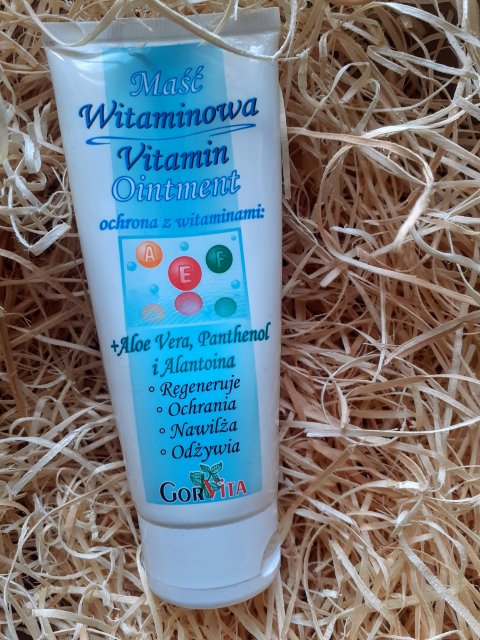 Maść
Witaminowa
Vitamin
Ointment
ochrona z witaminami:
A E F
+Aloe Vera, Panthenol
i Alantoina
◦ Regeneruje
◦ Ochrania
◦ Nawilża
◦ Odżywia
GORVITA